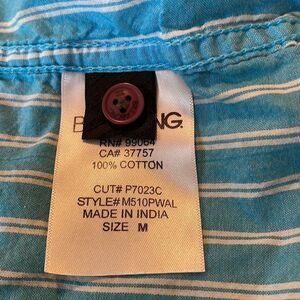 RN# 99064
CA# 37757
100% COTTON
CUT# P7023C
STYLE# M510PWAL
MADE IN INDIA
SIZE M